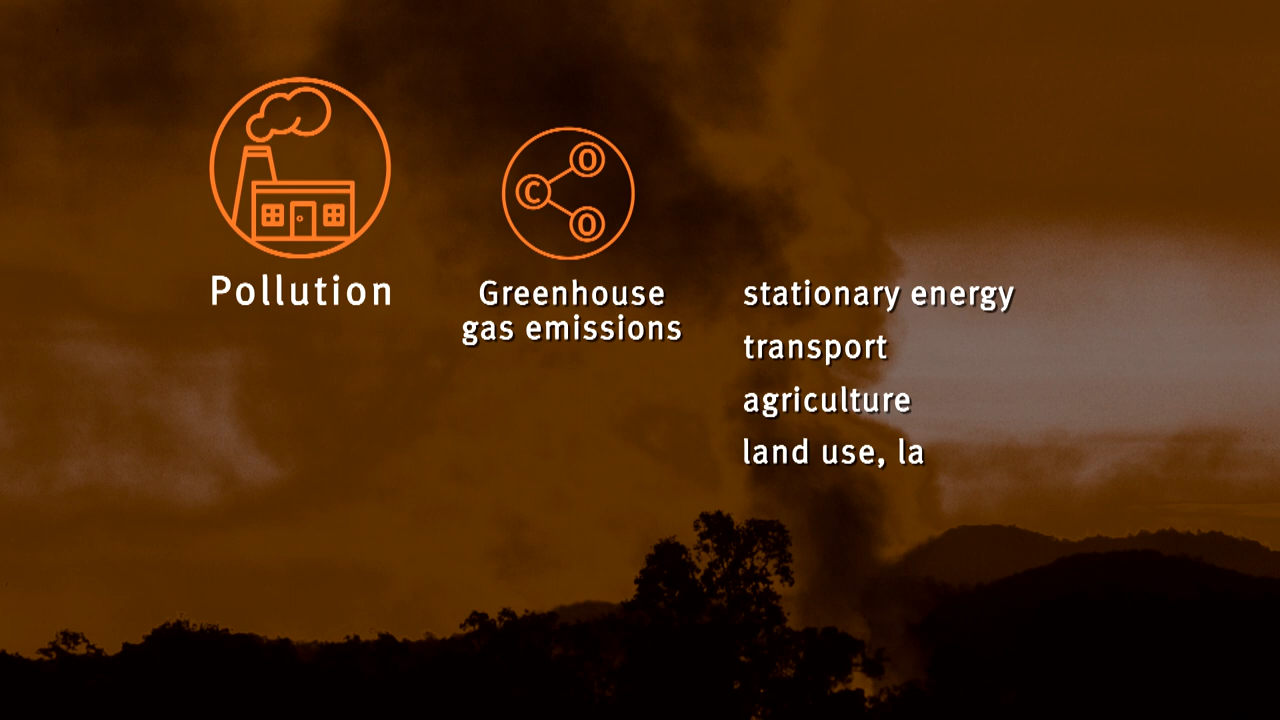 Pollution
C
O
O
Greenhouse
gas emissions
stationary energy
transport
agriculture
land use, la